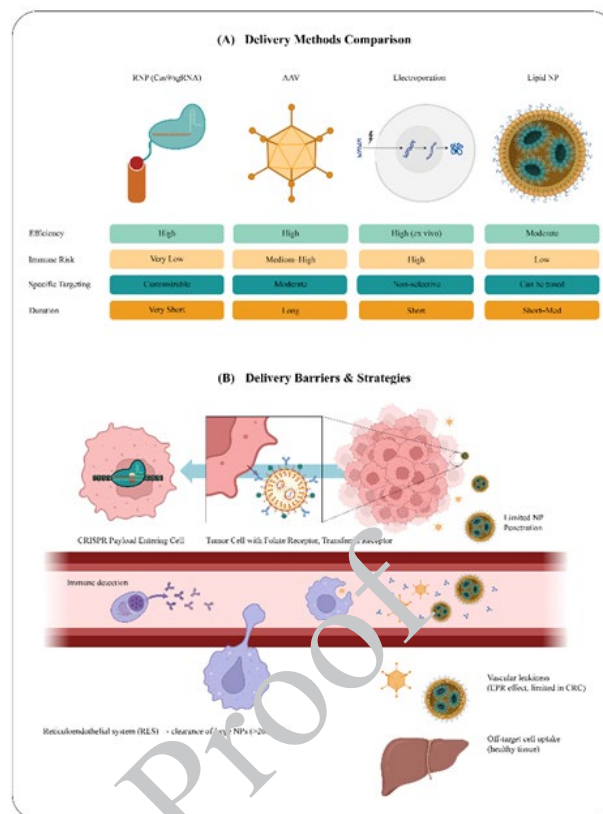 (A) Delivery Methods Comparison
RNP (Cas9/sgRNA) AAV Electroporation Lipid NP
Efficiency High High High (ex vivo) Moderate
Immune Risk Very Low Medium–High High Low
Specific Targeting Customizable Moderate Non-selective Can be tuned
Duration Very Short Long Short Short–Med
(B) Delivery Barriers & Strategies
Limited NP
Penetration
CRISPR Payload Entering Cell Tumor Cell with Folate Receptor, Transferrin Receptor
Immune detection
Vascular leakiness
(EPR effect, limited in CRC)
Reticuloendothelial system (RES) clearance of NPs
Off-target cell uptake
(healthy tissue)
Proof